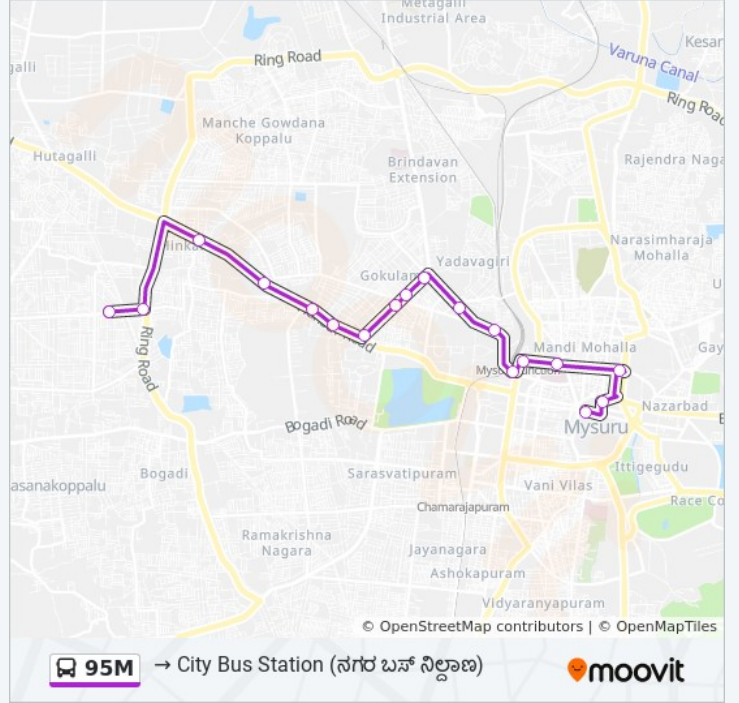 Metagalli
Industrial Area
Kesar
Varuna Canal
Ring Road
galli
Ring Road
Manche Gowdana
Koppalu
Hutagalli
Brindavan
Extension
Rajendra Naga
Hinka
Narasimharaja
Mohalla
Yadavagiri
Gokulam
U
Ring Road
Mandi Mohalla
Gay
Nazarbad
E
Bogadi Road
Mysuru
Ittigegudu
Bogadi
Sarasvatipuram
Vani Vilas
asanakoppalu
Race Co
Chamarajapuram
Ramakrishna
Nagara
Jayanagara
Ashokapuram
Vidyaranyapuram
© OpenStreetMap contributors | © OpenMapTiles
95M → City Bus Station (ನಗರ ಬಸ್ ನಿಲ್ದಾಣ) moovit